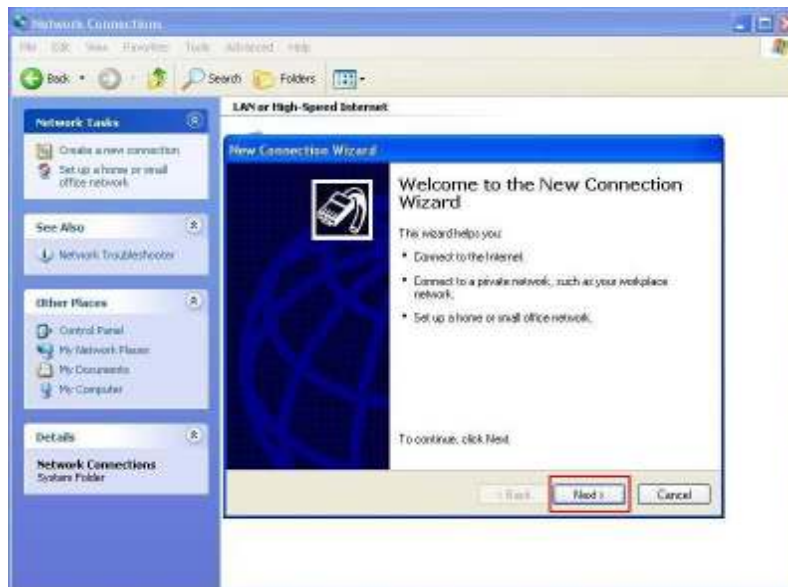 Network Connections
File Edit View Favorites Tools Advanced Help
Back Search Folders
LAN or High-Speed Internet
Network Tasks
Create a new connection
Set up a home or small
office network
See Also
Network Troubleshooter
Other Places
Control Panel
My Network Places
My Documents
My Computer
Details
Network Connections
System Folder
New Connection Wizard
Welcome to the New Connection
Wizard
This wizard helps you:
• Connect to the Internet.
• Connect to a private network, such as your workplace
network.
• Set up a home or small office network.
To continue, click Next.
< Back Next > Cancel